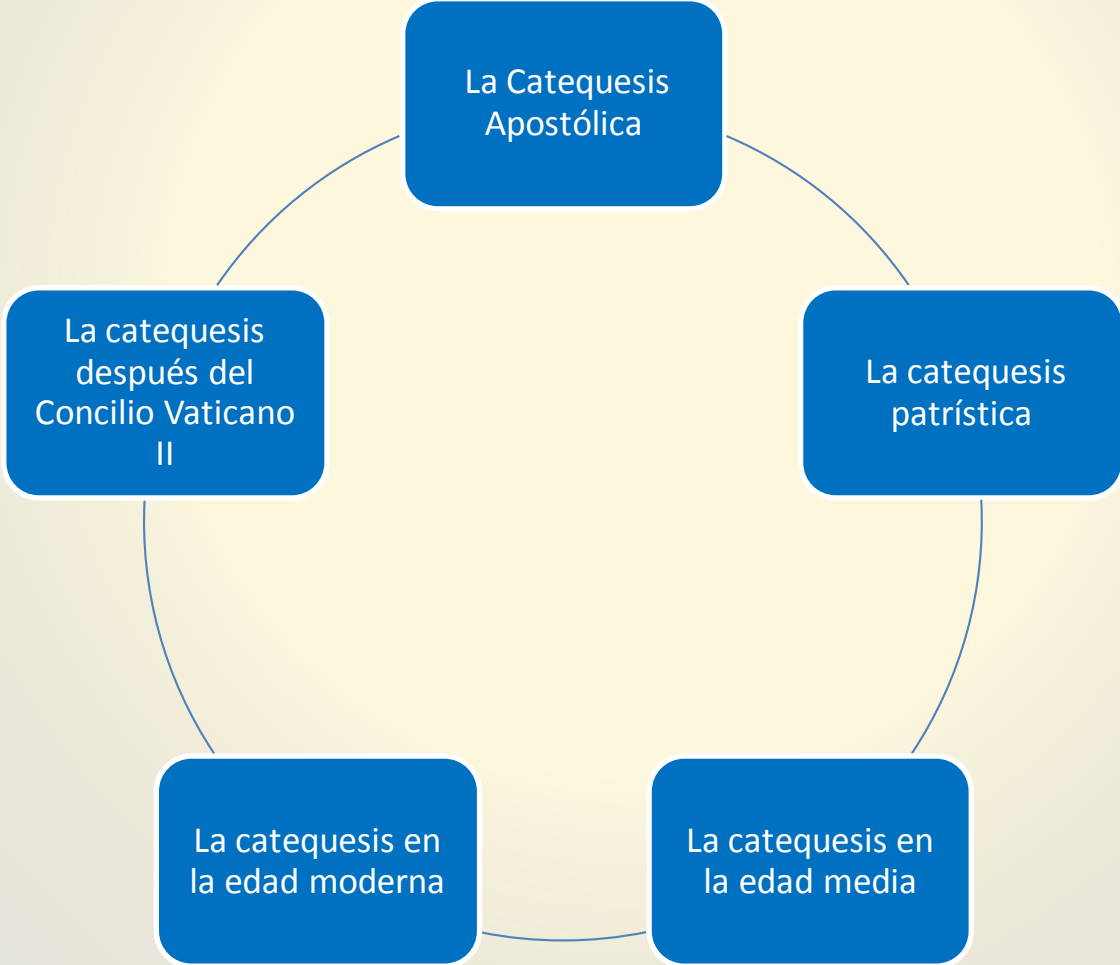 La Catequesis
Apostólica
La catequesis
patrística
La catequesis en
la edad media
La catequesis en
la edad moderna
La catequesis
después del
Concilio Vaticano
II